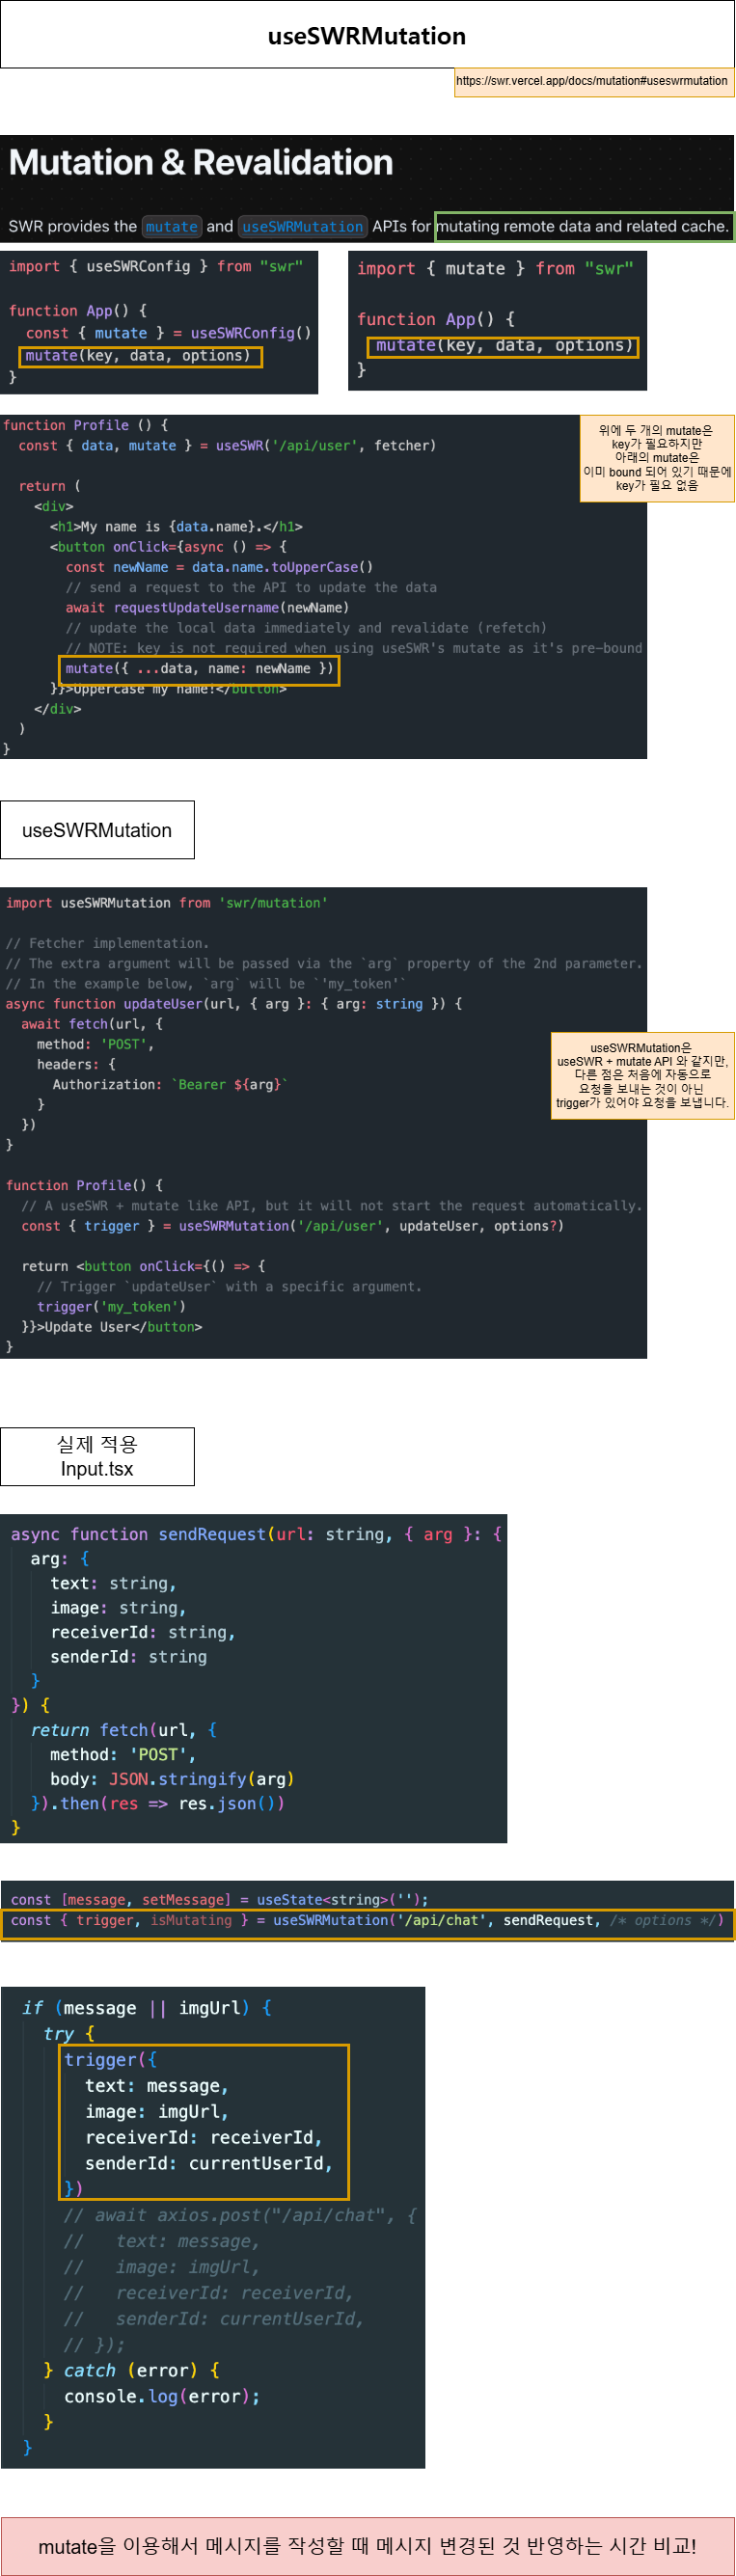 useSWRMutation
https://swr.vercel.app/docs/mutation#useswrmutation
Mutation & Revalidation
SWR provides the mutate and useSWRMutation APIs for mutating remote data and related cache.
import { useSWRConfig } from "swr"
function App() {
  const { mutate } = useSWRConfig()
  mutate(key, data, options)
}
import { mutate } from "swr"
function App() {
  mutate(key, data, options)
}
function Profile () {
  const { data, mutate } = useSWR('/api/user', fetcher)
  return (
    <div>
      <h1>My name is {data.name}.</h1>
      <button onClick={async () => {
        const newName = data.name.toUpperCase()
        // send a request to the API to update the data
        await requestUpdateUsername(newName)
        // update the local data immediately and revalidate (refetch)
        // NOTE: key is not required when using useSWR's mutate as it's pre-bound
        mutate({ ...data, name: newName })
      }}>Uppercase my name!</button>
    </div>
  )
}
위에 두 개의 mutate은
key가 필요하지만
아래의 mutate은
이미 bound 되어 있기 때문에
key가 필요 없음
useSWRMutation
import useSWRMutation from 'swr/mutation'
// Fetcher implementation.
// The extra argument will be passed via the `arg` property of the 2nd parameter.
// In the example below, `arg` will be `'my_token'`
async function updateUser(url, { arg }: { arg: string }) {
  await fetch(url, {
    method: 'POST',
    headers: {
      Authorization: `Bearer ${arg}`
    }
  })
}
function Profile() {
  // A useSWR + mutate like API, but it will not start the request automatically.
  const { trigger } = useSWRMutation('/api/user', updateUser, options?)
  return <button onClick={() => {
    // Trigger `updateUser` with a specific argument.
    trigger('my_token')
  }}>Update User</button>
}
useSWRMutation은
useSWR + mutate API 와 같지만,
다른 점은 처음에 자동으로
요청을 보내는 것이 아닌
trigger가 있어야 요청을 보냅니다.
실제 적용
Input.tsx
async function sendRequest(url: string, { arg }: {
  arg: {
    text: string,
    image: string,
    receiverId: string,
    senderId: string
  }
}) {
  return fetch(url, {
    method: 'POST',
    body: JSON.stringify(arg)
  }).then(res => res.json())
}
const [message, setMessage] = useState<string>('');
const { trigger, isMutating } = useSWRMutation('/api/chat', sendRequest, /* options */)
if (message || imgUrl) {
  try {
    trigger({
      text: message,
      image: imgUrl,
      receiverId: receiverId,
      senderId: currentUserId,
    })
    // await axios.post("/api/chat", {
    //   text: message,
    //   image: imgUrl,
    //   receiverId: receiverId,
    //   senderId: currentUserId,
    // });
  } catch (error) {
    console.log(error);
  }
}
mutate을 이용해서 메시지를 작성할 때 메시지 변경된 것 반영하는 시간 비교!